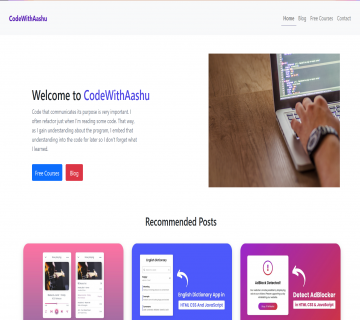 CodeWithAashu
Home Blog Free Courses Contact
Welcome to CodeWithAashu
Code that communicates its purpose is very important. I
often refactor just when I'm reading some code. That way,
as I gain understanding about the program, I embed that
understanding into the code for later so I don't forget what
I learned.
Free Courses Blog
Recommended Posts
English Dictionary
English Dictionary App in
HTML CSS And JavaScript
AdBlock Detected!
Detect AdBlocker
in HTML CSS & JavaScript